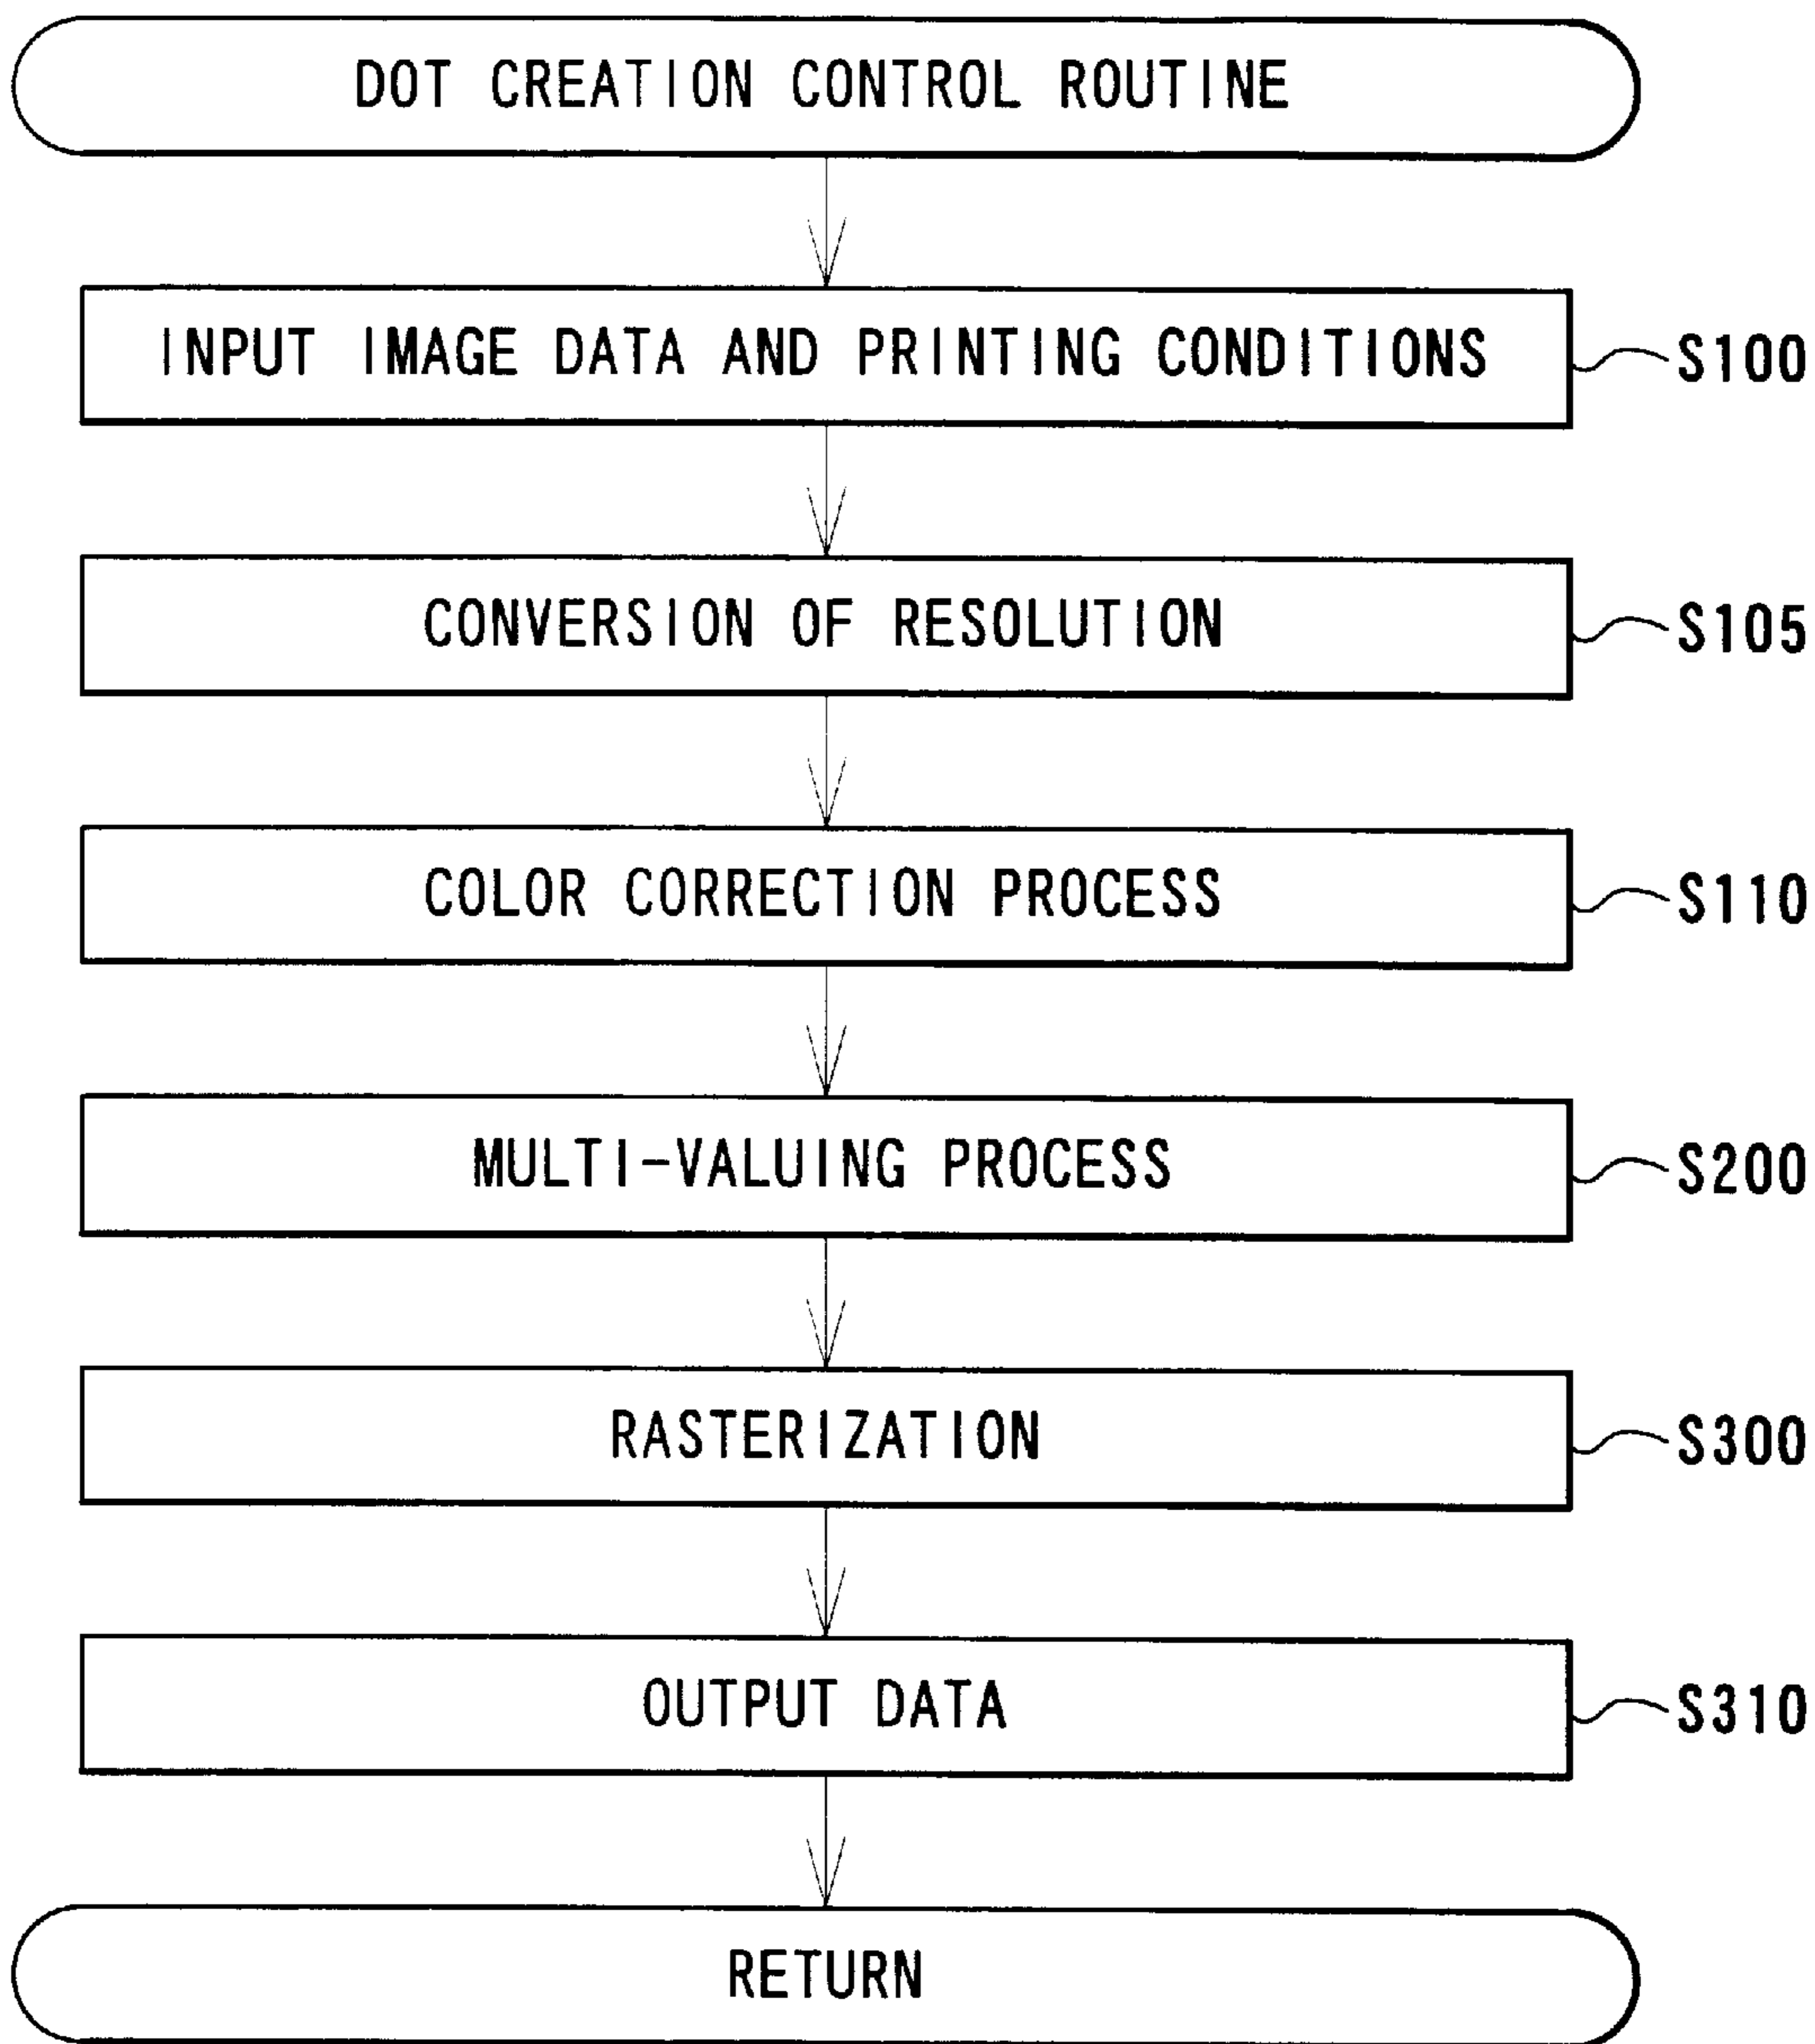 DOT CREATION CONTROL ROUTINE
INPUT IMAGE DATA AND PRINTING CONDITIONS S100
CONVERSION OF RESOLUTION S105
COLOR CORRECTION PROCESS S110
MULTI-VALUING PROCESS S200
RASTERIZATION S300
OUTPUT DATA S310
RETURN